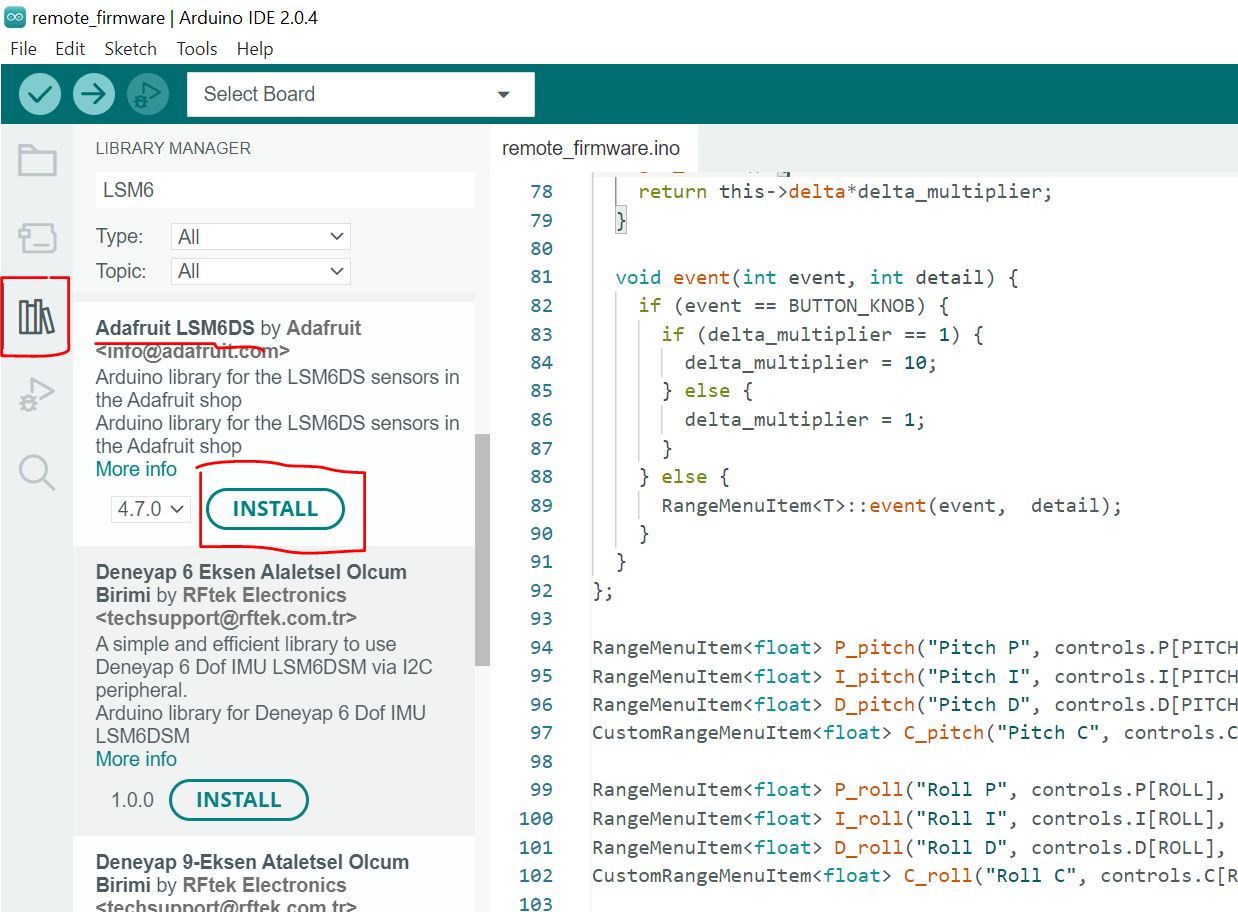 remote_firmware | Arduino IDE 2.0.4
File Edit Sketch Tools Help
Select Board
LIBRARY MANAGER
LSM6
Type: All
Topic: All
Adafruit LSM6DS by Adafruit
<info@adafruit.com>
Arduino library for the LSM6DS sensors in
the Adafruit shop
Arduino library for the LSM6DS sensors in
the Adafruit shop
More info
4.7.0 INSTALL
Deneyap 6 Eksen Alaletsel Olcum
Birimi by RFtek Electronics
<techsupport@rftek.com.tr>
A simple and efficient library to use
Deneyap 6 Dof IMU LSM6DSM via I2C
peripheral.
Arduino library for Deneyap 6 Dof IMU
LSM6DSM
More info
1.0.0 INSTALL
Deneyap 9-Eksen Ataletsel Olcum
Birimi by RFtek Electronics
<techsupport@rftek.com.tr>
remote_firmware.ino
78 return this->delta*delta_multiplier;
79 }
80
81 void event(int event, int detail) {
82 if (event == BUTTON_KNOB) {
83 if (delta_multiplier == 1) {
84 delta_multiplier = 10;
85 } else {
86 delta_multiplier = 1;
87 }
88 } else {
89 RangeMenuItem<T>::event(event, detail);
90 }
91 }
92 };
93
94 RangeMenuItem<float> P_pitch("Pitch P", controls.P[PITCH
95 RangeMenuItem<float> I_pitch("Pitch I", controls.I[PITCH
96 RangeMenuItem<float> D_pitch("Pitch D", controls.D[PITCH
97 CustomRangeMenuItem<float> C_pitch("Pitch C", controls.C
98
99 RangeMenuItem<float> P_roll("Roll P", controls.P[ROLL],
100 RangeMenuItem<float> I_roll("Roll I", controls.I[ROLL],
101 RangeMenuItem<float> D_roll("Roll D", controls.D[ROLL],
102 CustomRangeMenuItem<float> C_roll("Roll C", controls.C[R
103